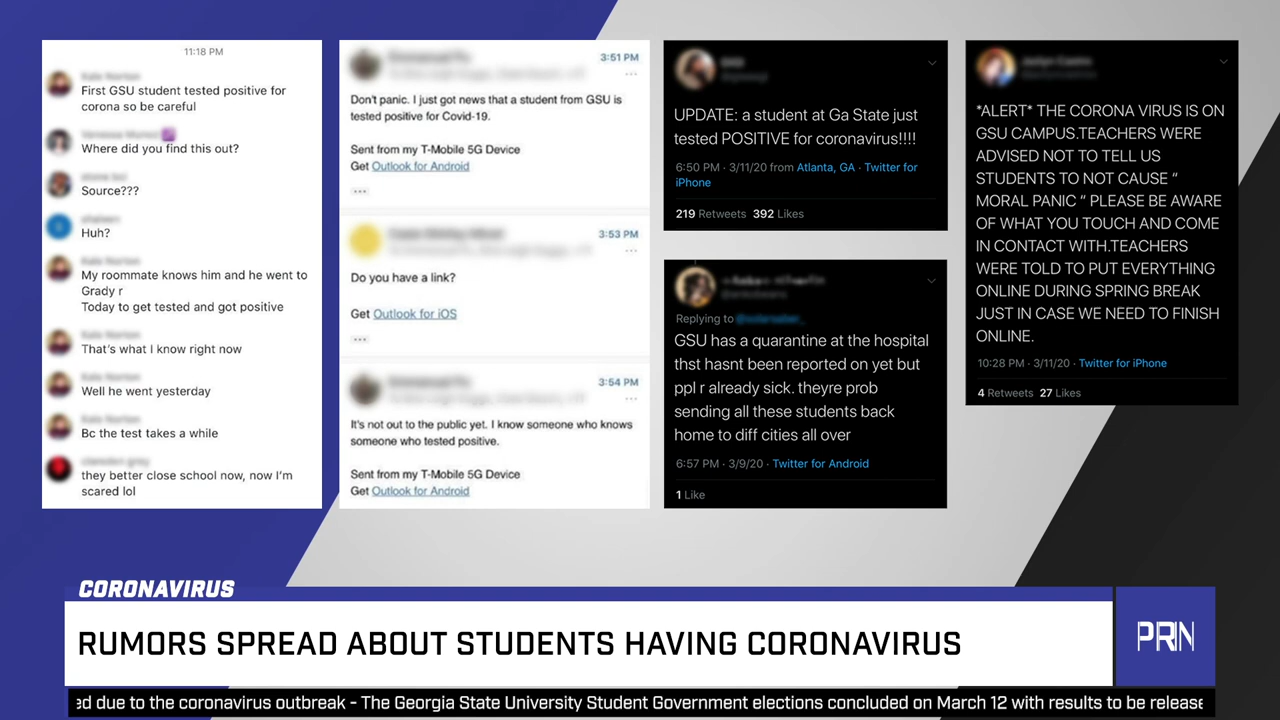 11:18 PM
First GSU student tested positive for
corona so be careful
Where did you find this out?
Source???
Huh?
My roommate knows him and he went to
Grady r
Today to get tested and got positive
That's what I know right now
Well he went yesterday
Bc the test takes a while
they better close school now, now I'm
scared lol
3:51 PM
Don't panic. I just got news that a student from GSU is
tested positive for Covid-19.
Sent from my T-Mobile 5G Device
Get Outlook for Android
3:53 PM
Do you have a link?
Get Outlook for iOS
3:54 PM
It's not out to the public yet. I know someone who knows
someone who tested positive.
Sent from my T-Mobile 5G Device
Get Outlook for Android
UPDATE: a student at Ga State just
tested POSITIVE for coronavirus!!!!
6:50 PM · 3/11/20 from Atlanta, GA · Twitter for
iPhone
219 Retweets 392 Likes
Replying to
GSU has a quarantine at the hospital
thst hasnt been reported on yet but
ppl r already sick. theyre prob
sending all these students back
home to diff cities all over
6:57 PM · 3/9/20 · Twitter for Android
1 Like
*ALERT* THE CORONA VIRUS IS ON
GSU CAMPUS.TEACHERS WERE
ADVISED NOT TO TELL US
STUDENTS TO NOT CAUSE “
MORAL PANIC “ PLEASE BE AWARE
OF WHAT YOU TOUCH AND COME
IN CONTACT WITH.TEACHERS
WERE TOLD TO PUT EVERYTHING
ONLINE DURING SPRING BREAK
JUST IN CASE WE NEED TO FINISH
ONLINE.
10:28 PM · 3/11/20 · Twitter for iPhone
4 Retweets 27 Likes
CORONAVIRUS
RUMORS SPREAD ABOUT STUDENTS HAVING CORONAVIRUS
PRN
ed due to the coronavirus outbreak - The Georgia State University Student Government elections concluded on March 12 with results to be release